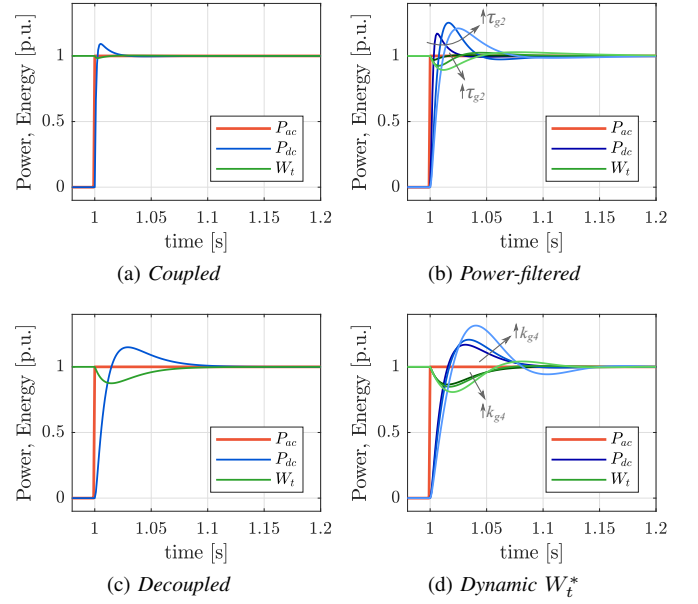 Power, Energy [p.u.]
1
0.5
0
P_ac
P_dc
W_t
1 1.05 1.1 1.15 1.2
time [s]
(a) Coupled
Power, Energy [p.u.]
1
0.5
0
↑τ_g2
↑τ_g2
P_ac
P_dc
W_t
1 1.05 1.1 1.15 1.2
time [s]
(b) Power-filtered
Power, Energy [p.u.]
1
0.5
0
P_ac
P_dc
W_t
1 1.05 1.1 1.15 1.2
time [s]
(c) Decoupled
Power, Energy [p.u.]
1
0.5
0
↑k_g4
↑k_g4
P_ac
P_dc
W_t
1 1.05 1.1 1.15 1.2
time [s]
(d) Dynamic W_t^*